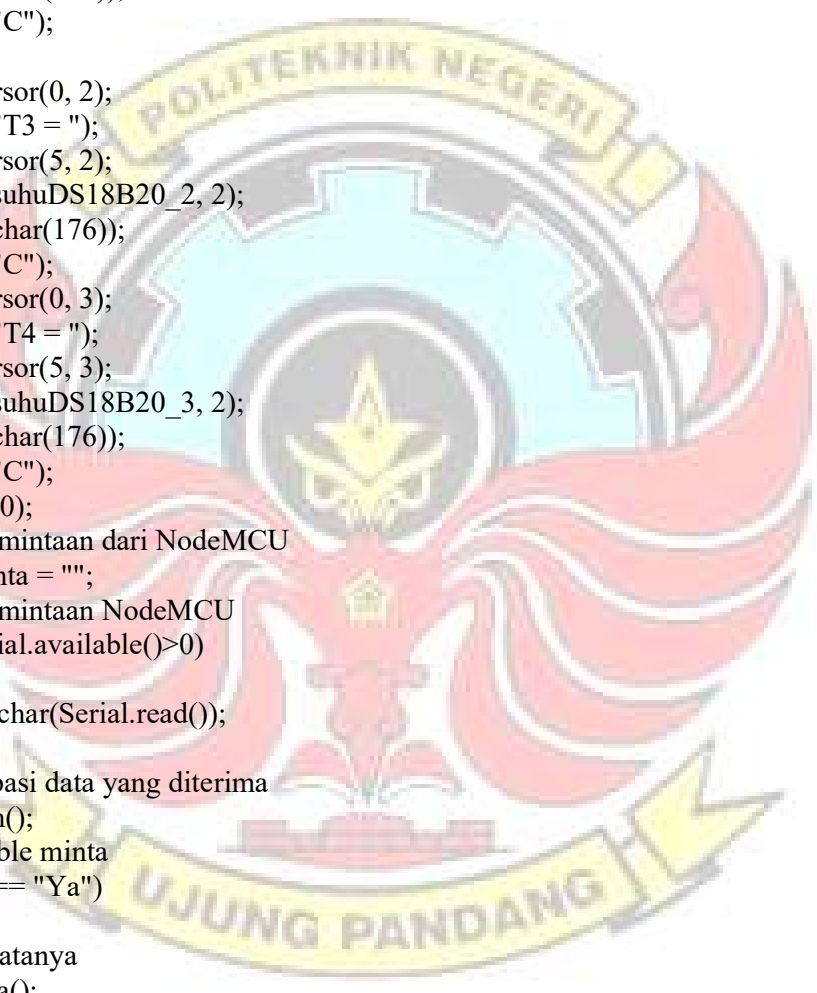 "C");
rsor(0, 2);
"T3 = ");
rsor(5, 2);
suhuDS18B20_2, 2);
char(176));
"C");
rsor(0, 3);
"T4 = ");
rsor(5, 3);
suhuDS18B20_3, 2);
char(176));
"C");
0);
mintaan dari NodeMCU
nta = "";
mintaan NodeMCU
ial.available()>0)
char(Serial.read());
basi data yang diterima
n();
ble minta
== "Ya")
atanya
a();
POLITEKNIK NEGERI
UJUNG PANDANG